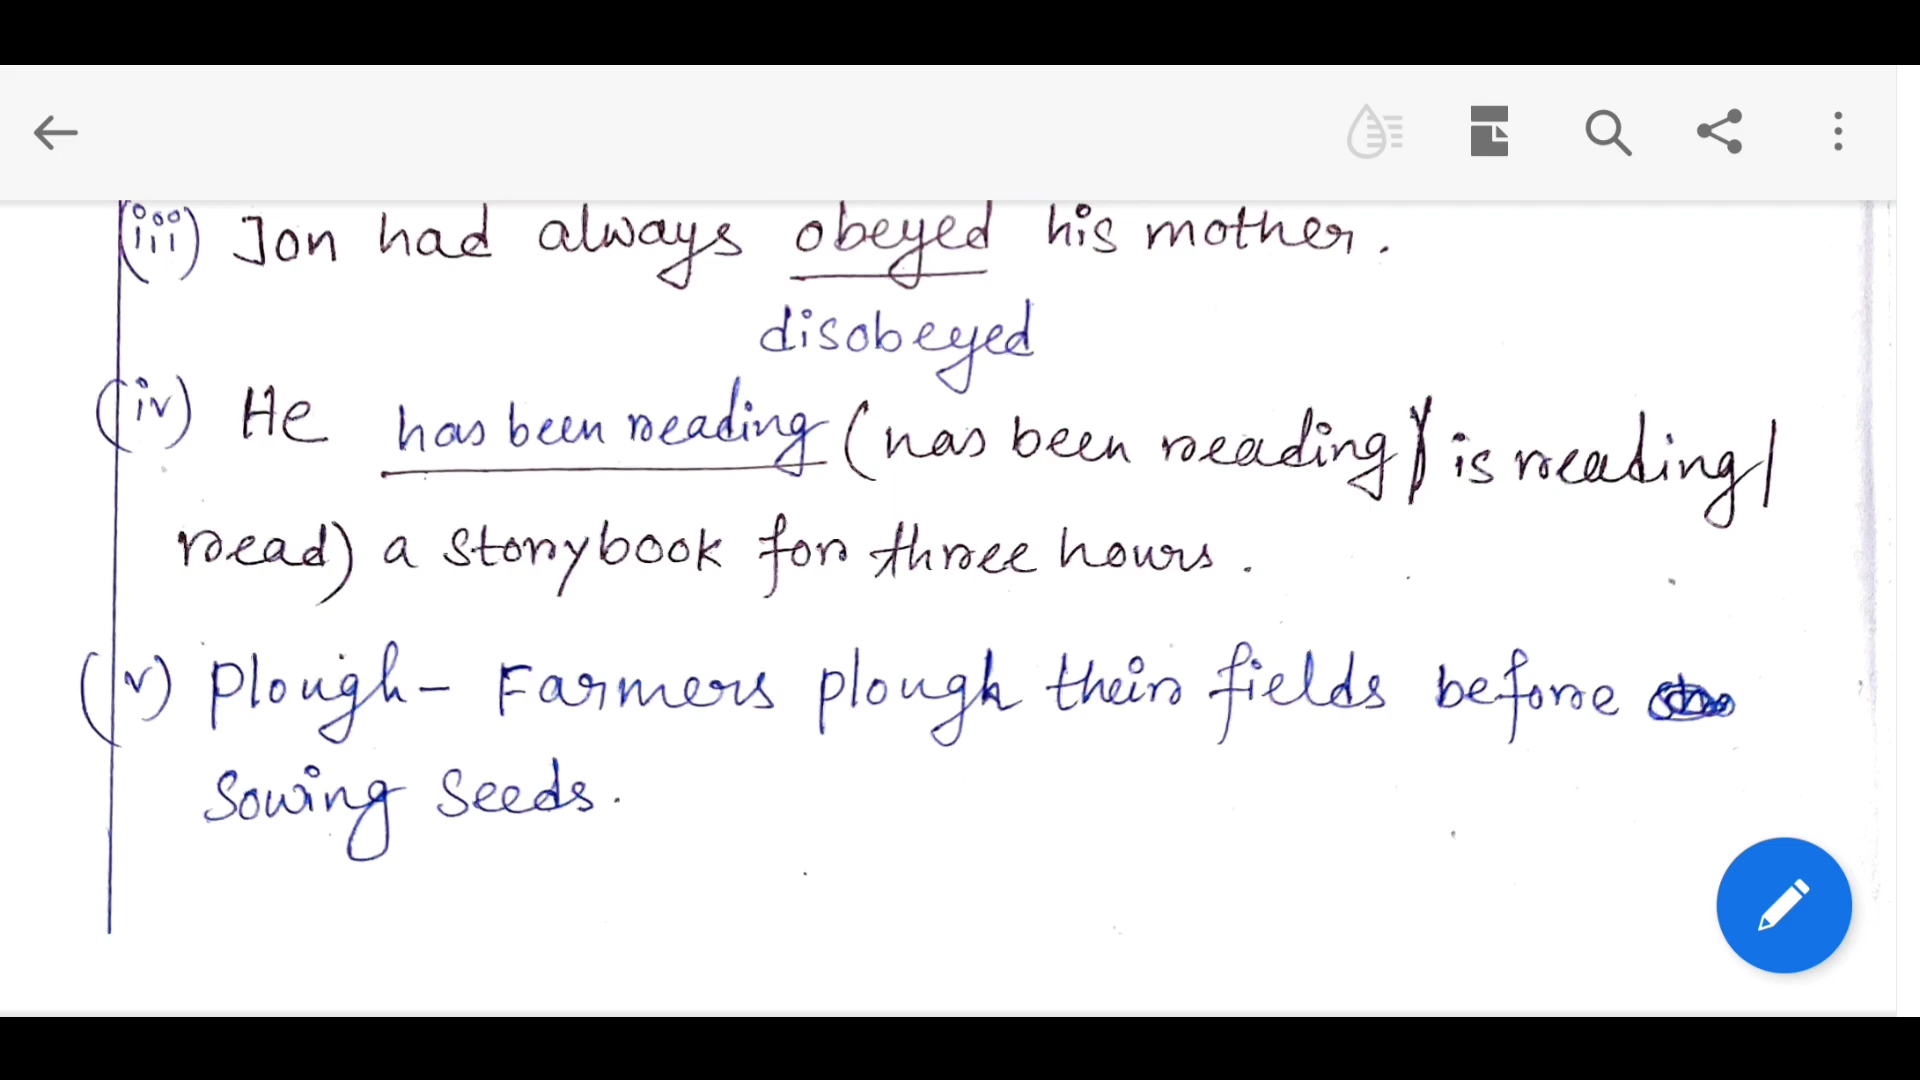 (iii) Jon had always obeyed his mother.
disobeyed
(iv) He has been reading (has been reading / is reading /
read) a storybook for three hours.
(v) Plough - Farmers plough their fields before
sowing seeds.